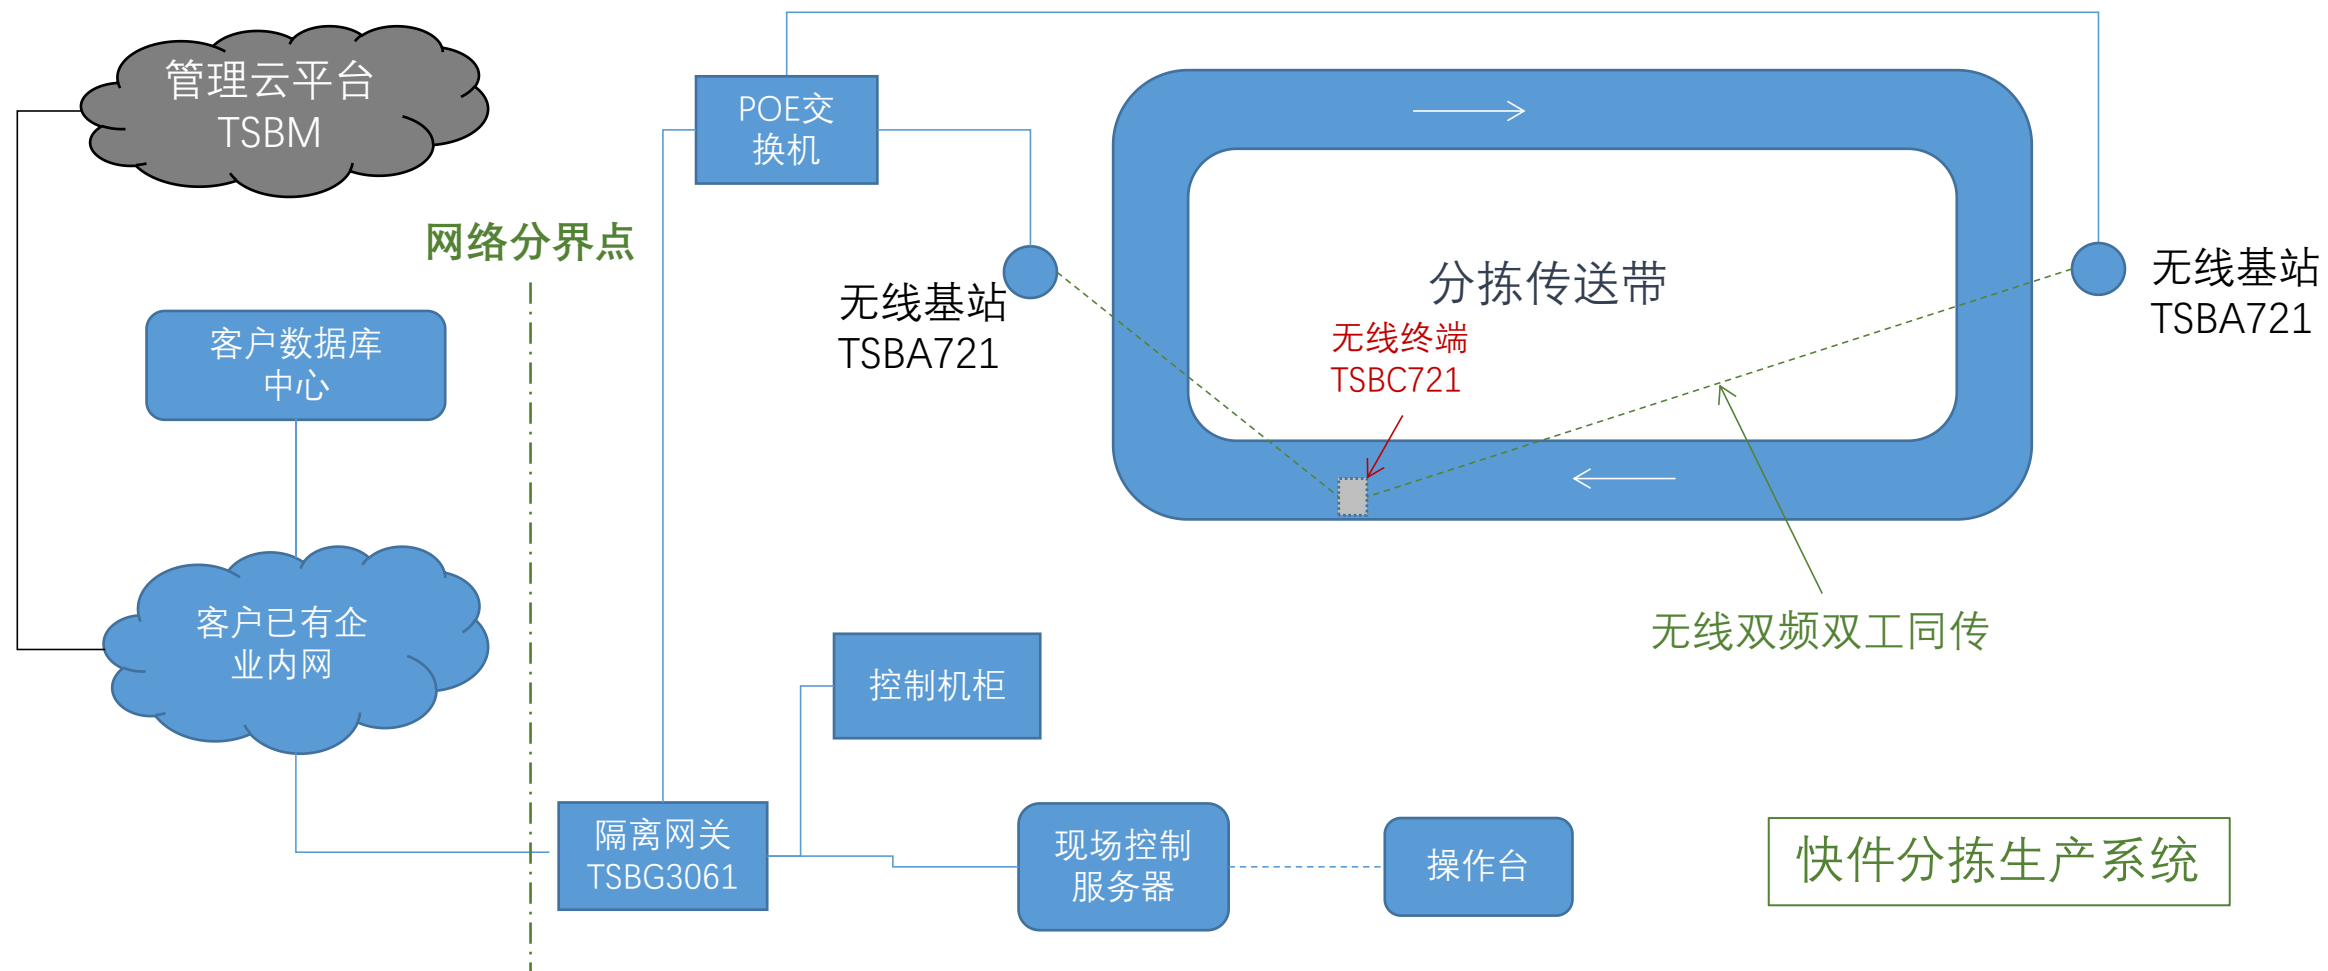 管理云平台
TSBM
POE交
换机
网络分界点
无线基站
TSBA721
分拣传送带
无线终端
TSBC721
无线基站
TSBA721
客户数据库
中心
客户已有企
业内网
无线双频双工同传
控制机柜
隔离网关
TSBG3061
现场控制
服务器
操作台
快件分拣生产系统